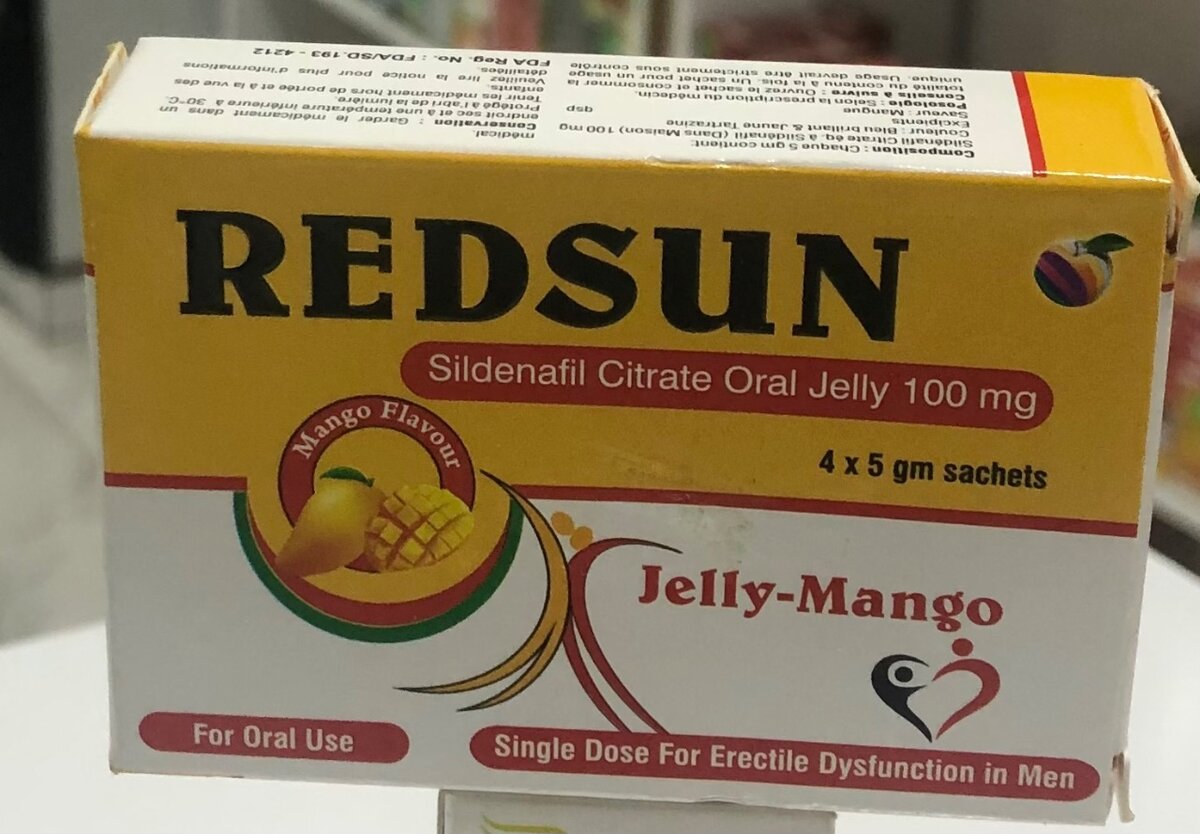 Composition : Chaque 5 gm contient:
Sildénafil Citrate éq. à Sildénafil (Dans Maison) 100 mg
Couleur : Bleu brillant & Jaune Tartrazine
Excipients qsp
Saveur : Mangue
Posologie : Selon la prescription du médecin.
Conseils à suivre : Ouvrez le sachet et consommer la
totalité du contenu à la fois. Un sachet pour un usage
unique. Usage devrait être strictement sous contrôle
médical.
Conservation : Garder le médicament dans un
endroit sec et à une température inférieure à 30°C.
Protégé à l'abri de la lumière.
Tenir les médicament hors de portée et à la vue des
enfants.
Veuillez lire la notice pour plus d'informations
détaillées.
FDA Reg. No. : FDA/SD.193 - 4212
REDSUN
Sildenafil Citrate Oral Jelly 100 mg
Mango Flavour
4 x 5 gm sachets
Jelly-Mango
For Oral Use
Single Dose For Erectile Dysfunction in Men